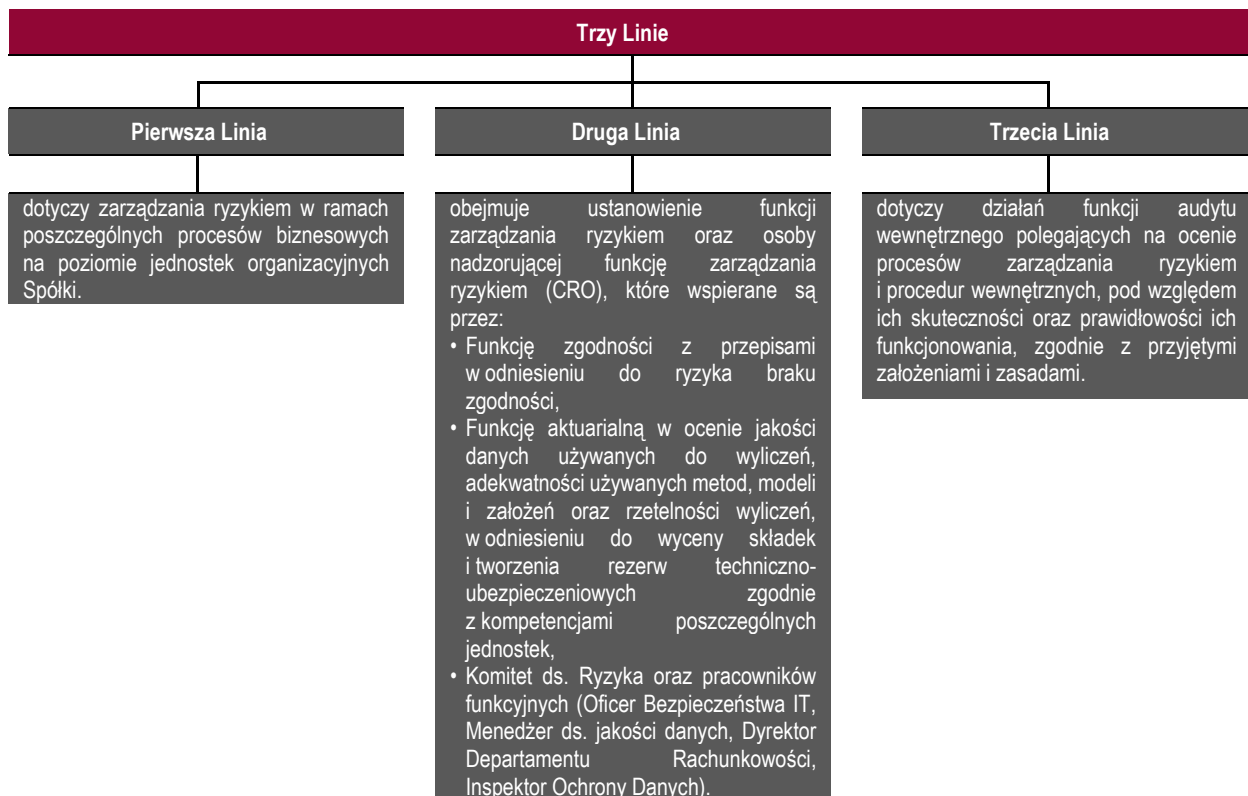 Trzy Linie
Pierwsza Linia
dotyczy zarządzania ryzykiem w ramach
poszczególnych procesów biznesowych
na poziomie jednostek organizacyjnych
Spółki.
Druga Linia
obejmuje ustanowienie funkcji
zarządzania ryzykiem oraz osoby
nadzorującej funkcję zarządzania
ryzykiem (CRO), które wspierane są
przez:
• Funkcję zgodności z przepisami
w odniesieniu do ryzyka braku
zgodności,
• Funkcję aktuarialną w ocenie jakości
danych używanych do wyliczeń,
adekwatności używanych metod, modeli
i założeń oraz rzetelności wyliczeń,
w odniesieniu do wyceny składek
i tworzenia rezerw techniczno-
ubezpieczeniowych zgodnie
z kompetencjami poszczególnych
jednostek,
• Komitet ds. Ryzyka oraz pracowników
funkcyjnych (Oficer Bezpieczeństwa IT,
Menedżer ds. jakości danych, Dyrektor
Departamentu Rachunkowości,
Inspektor Ochrony Danych).
Trzecia Linia
dotyczy działań funkcji audytu
wewnętrznego polegających na ocenie
procesów zarządzania ryzykiem
i procedur wewnętrznych, pod względem
ich skuteczności oraz prawidłowości ich
funkcjonowania, zgodnie z przyjętymi
założeniami i zasadami.